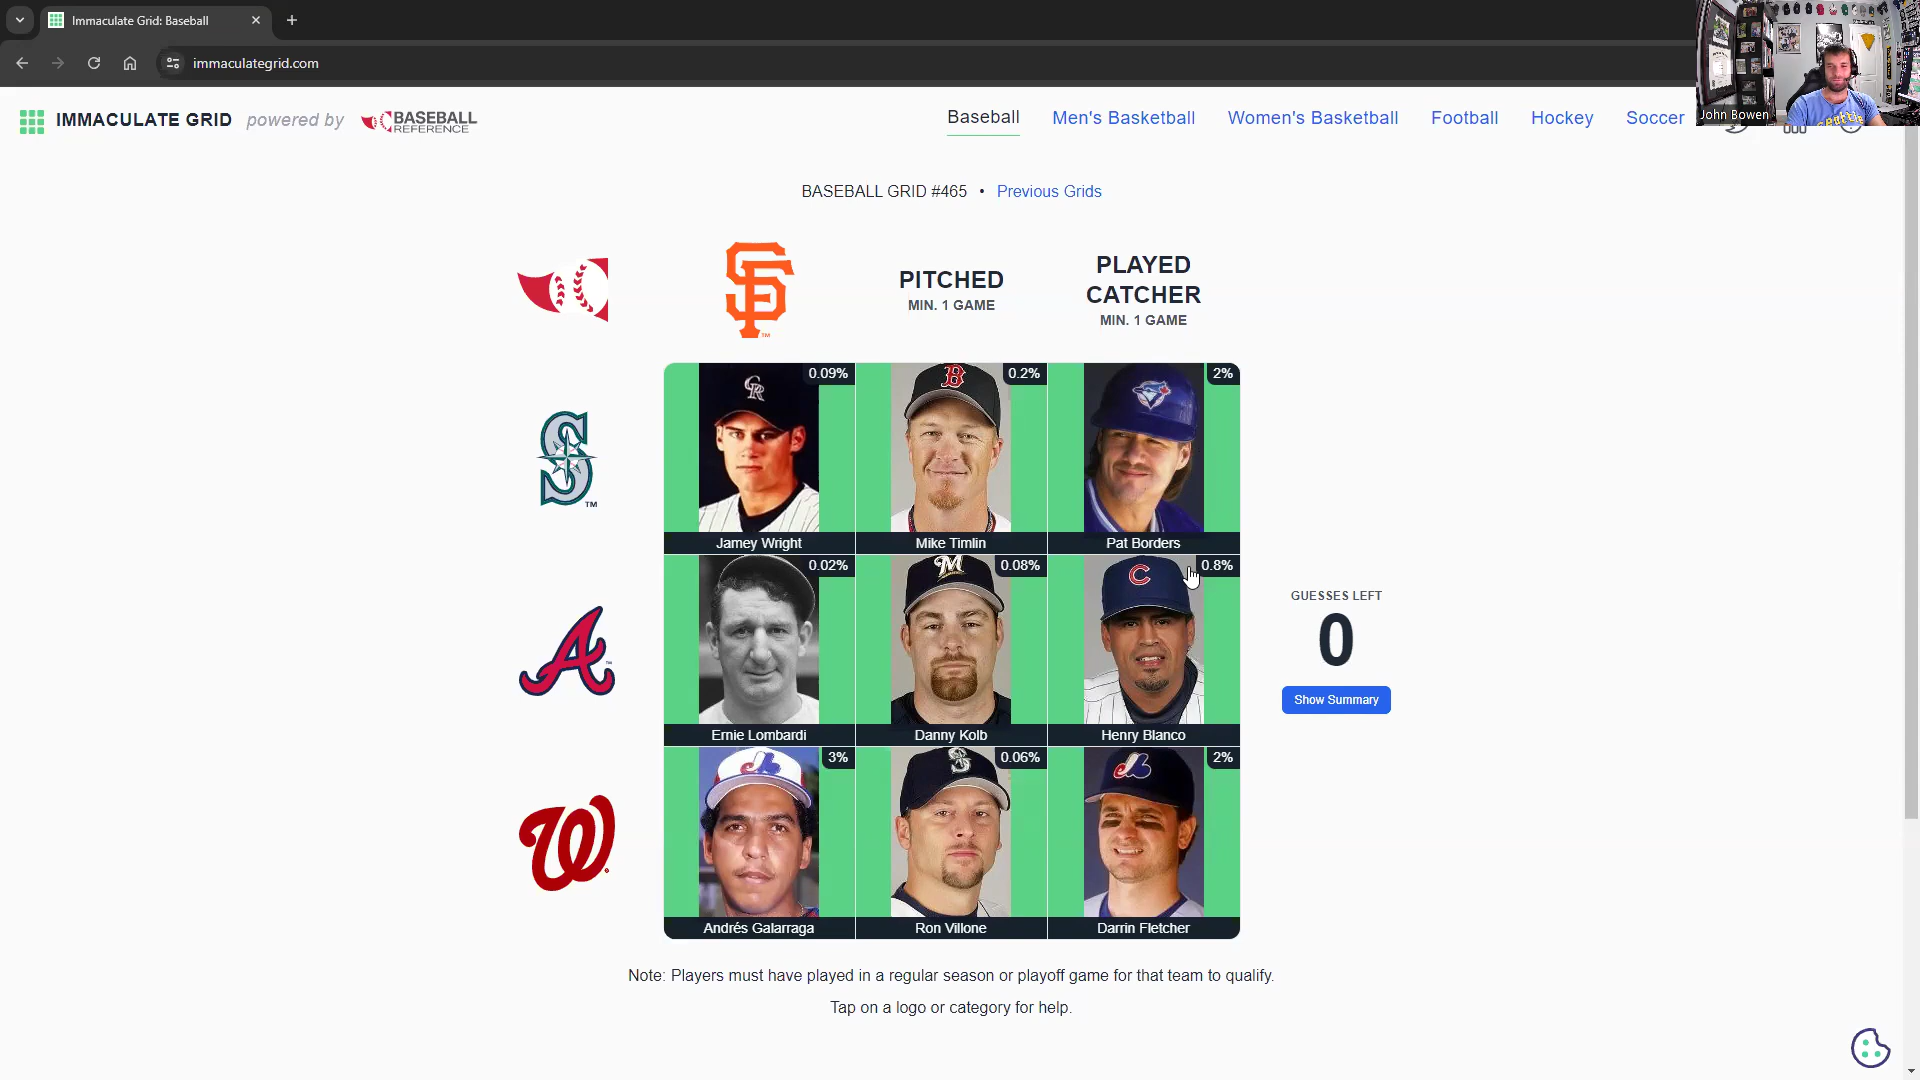 Immaculate Grid: Baseball
immaculategrid.com
John Bowen
IMMACULATE GRID powered by BASEBALL REFERENCE
Baseball Men's Basketball Women's Basketball Football Hockey Soccer
BASEBALL GRID #465 • Previous Grids
SF
PITCHED
MIN. 1 GAME
PLAYED
CATCHER
MIN. 1 GAME
S
0.09%
Jamey Wright
0.2%
Mike Timlin
2%
Pat Borders
A
0.02%
Ernie Lombardi
0.08%
Danny Kolb
0.8%
Henry Blanco
GUESSES LEFT
0
Show Summary
W
3%
Andrés Galarraga
0.06%
Ron Villone
2%
Darrin Fletcher
Note: Players must have played in a regular season or playoff game for that team to qualify.
Tap on a logo or category for help.